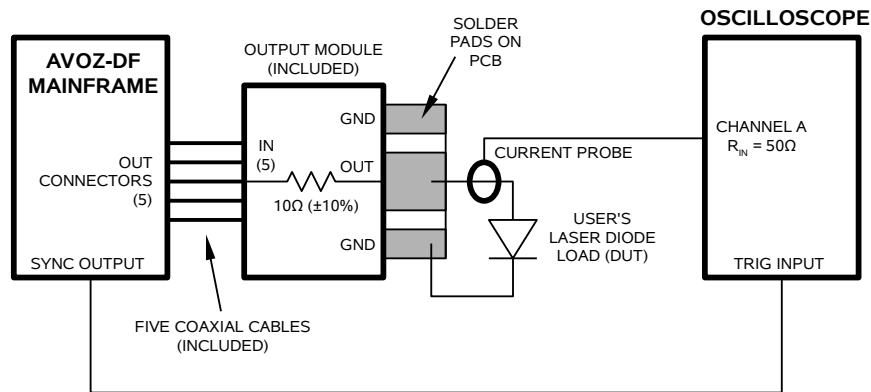 AVOZ-DF
MAINFRAME
OUT
CONNECTORS
(5)
SYNC OUTPUT
FIVE COAXIAL CABLES
(INCLUDED)
OUTPUT MODULE
(INCLUDED)
IN
(5)
10Ω (±10%)
GND
OUT
GND
SOLDER
PADS ON
PCB
CURRENT PROBE
USER'S
LASER DIODE
LOAD (DUT)
OSCILLOSCOPE
CHANNEL A
RIN = 50Ω
TRIG INPUT